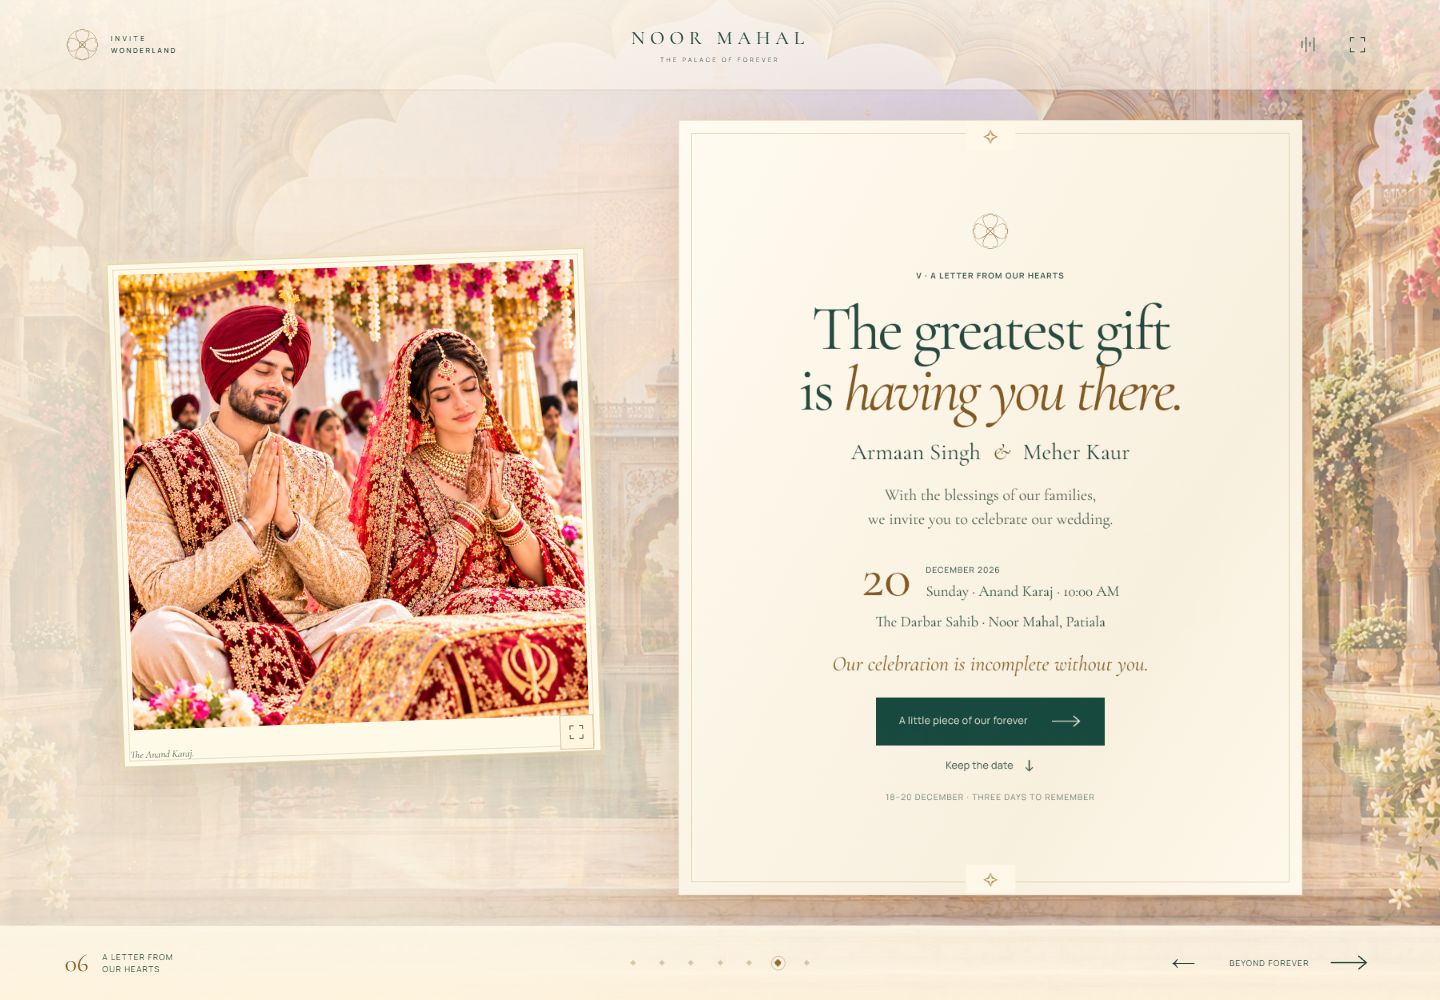 INVITE
WONDERLAND
NOOR MAHAL
THE PALACE OF FOREVER
The Anand Karaj.
V · A LETTER FROM OUR HEARTS
The greatest gift
is having you there.
Armaan Singh & Meher Kaur
With the blessings of our families,
we invite you to celebrate our wedding.
20
DECEMBER 2026
Sunday · Anand Karaj · 10:00 AM
The Darbar Sahib · Noor Mahal, Patiala
Our celebration is incomplete without you.
A little piece of our forever
Keep the date
18–20 DECEMBER · THREE DAYS TO REMEMBER
06
A LETTER FROM
OUR HEARTS
BEYOND FOREVER